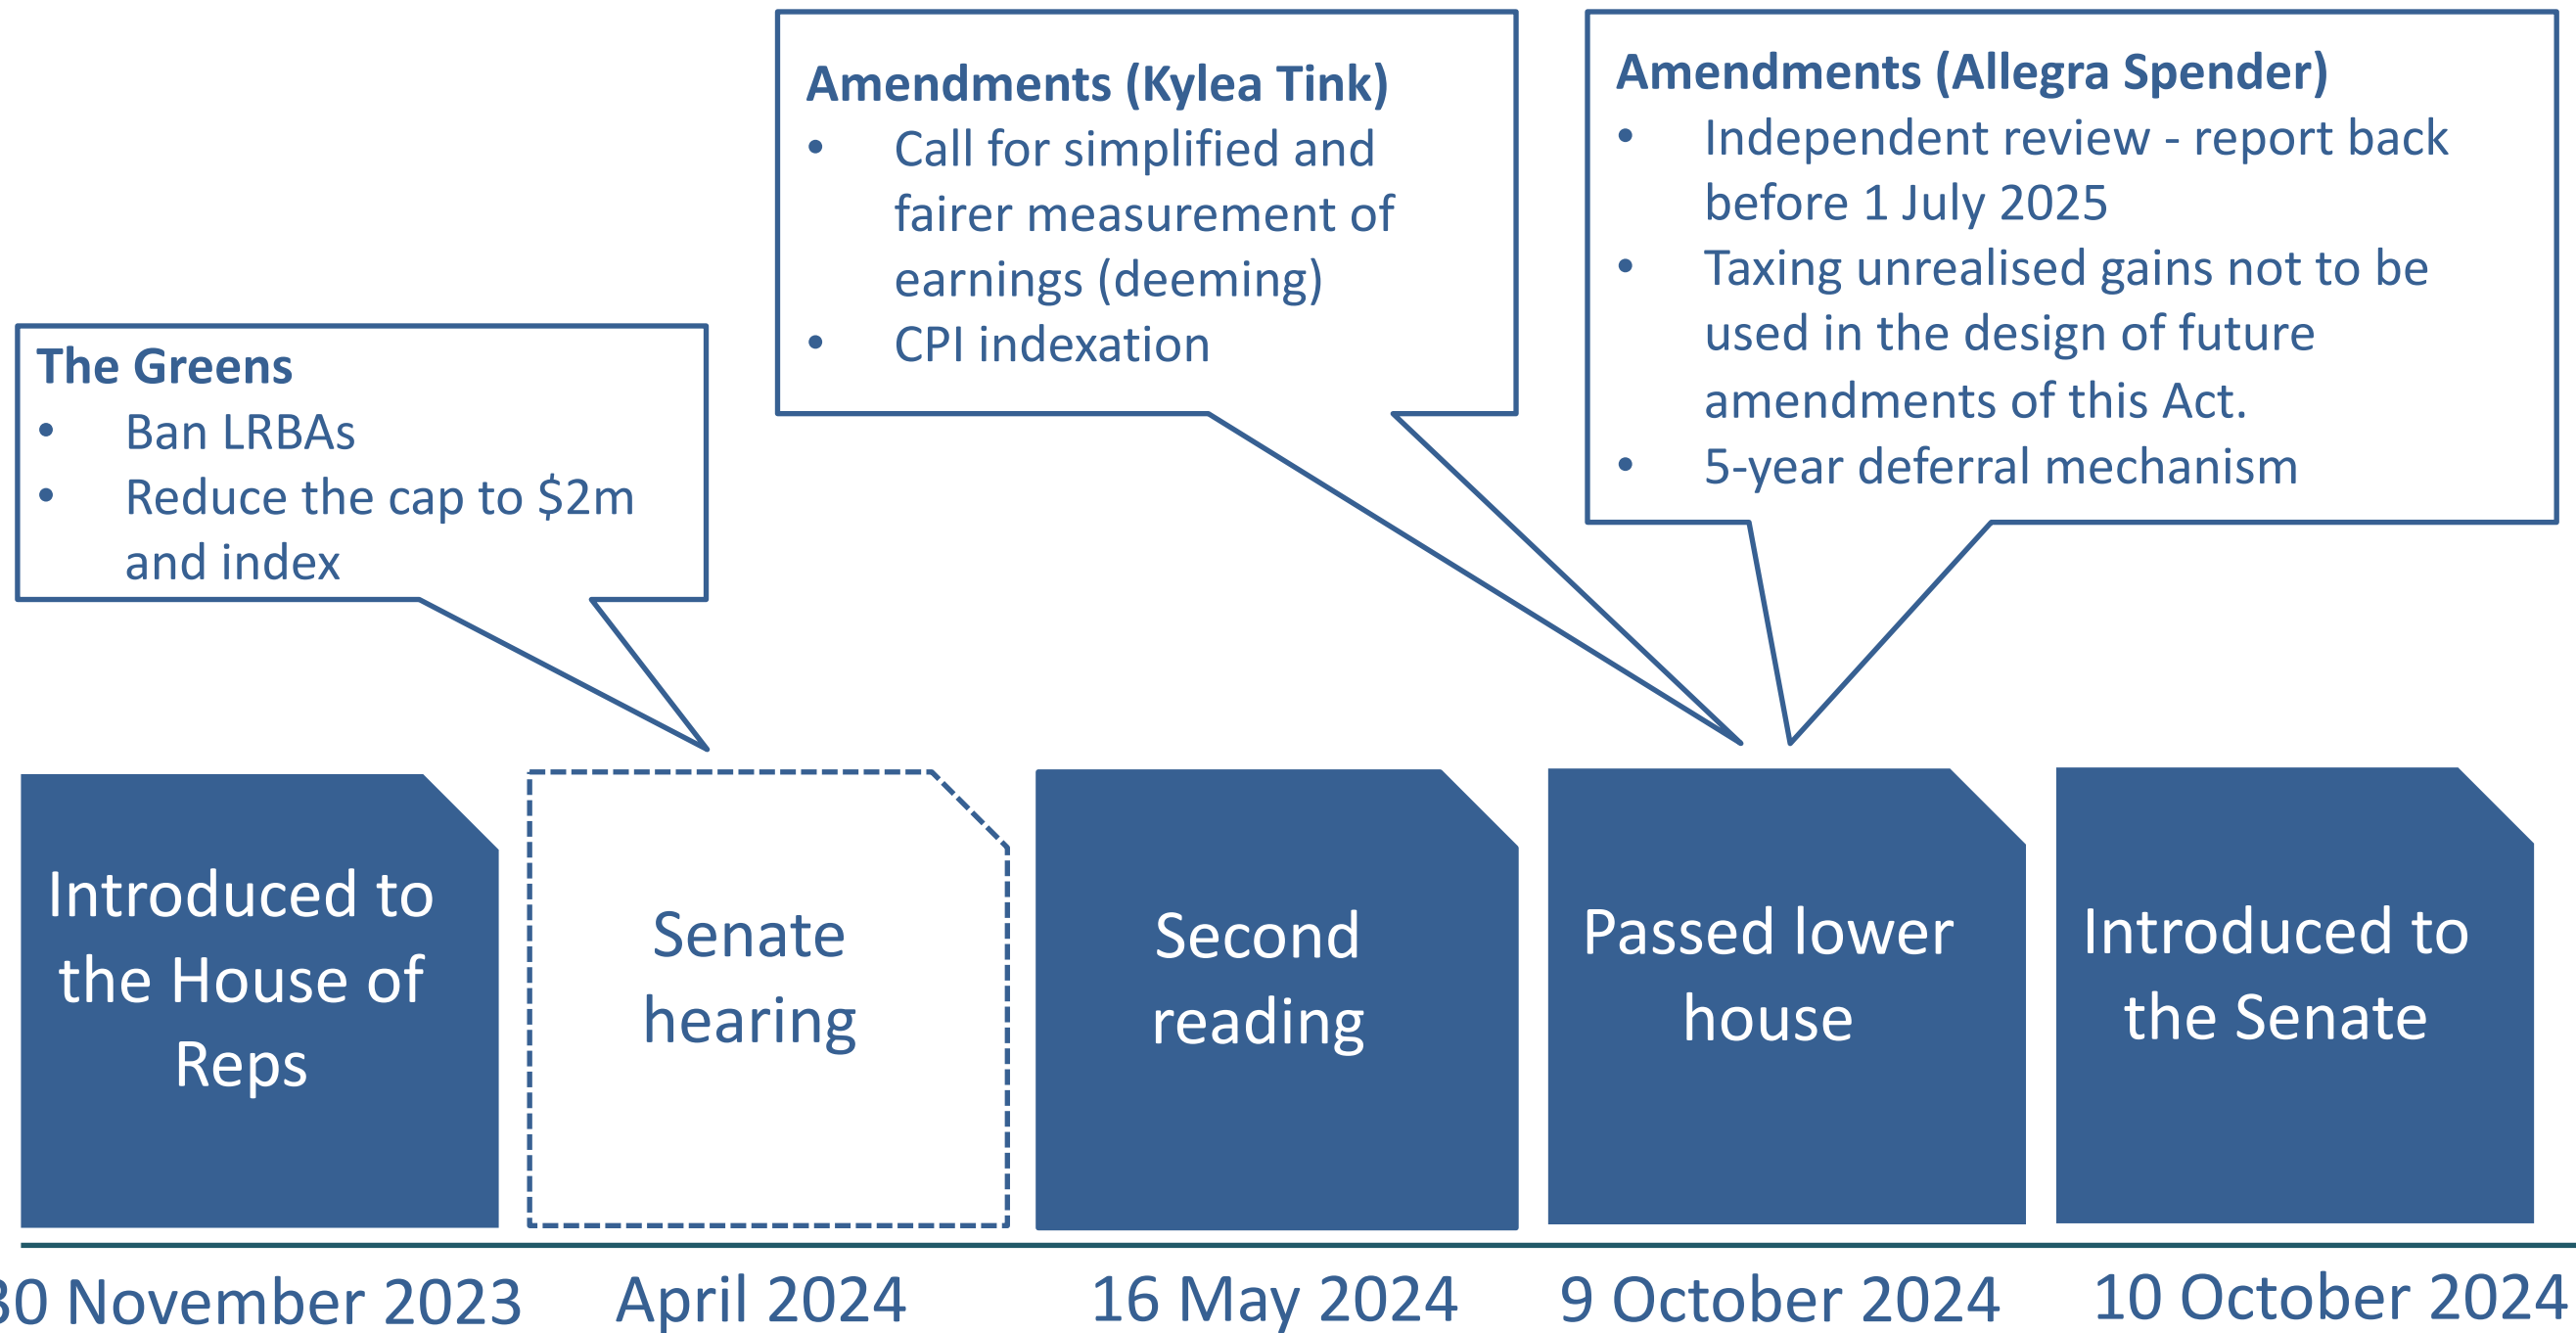 Amendments (Kylea Tink)
• Call for simplified and
fairer measurement of
earnings (deeming)
• CPI indexation
Amendments (Allegra Spender)
• Independent review - report back
before 1 July 2025
• Taxing unrealised gains not to be
used in the design of future
amendments of this Act.
• 5-year deferral mechanism
The Greens
• Ban LRBAs
• Reduce the cap to $2m
and index
Introduced to
the House of
Reps
Senate
hearing
Second
reading
Passed lower
house
Introduced to
the Senate
30 November 2023
April 2024
16 May 2024
9 October 2024
10 October 2024